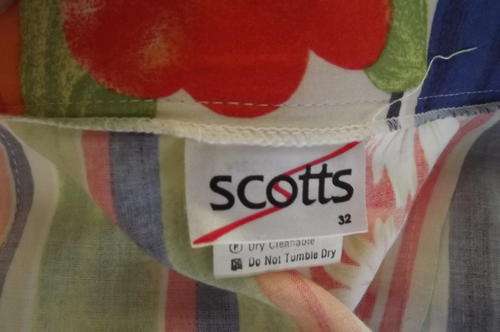 scotts
32
Dry Cleanable
Do Not Tumble Dry